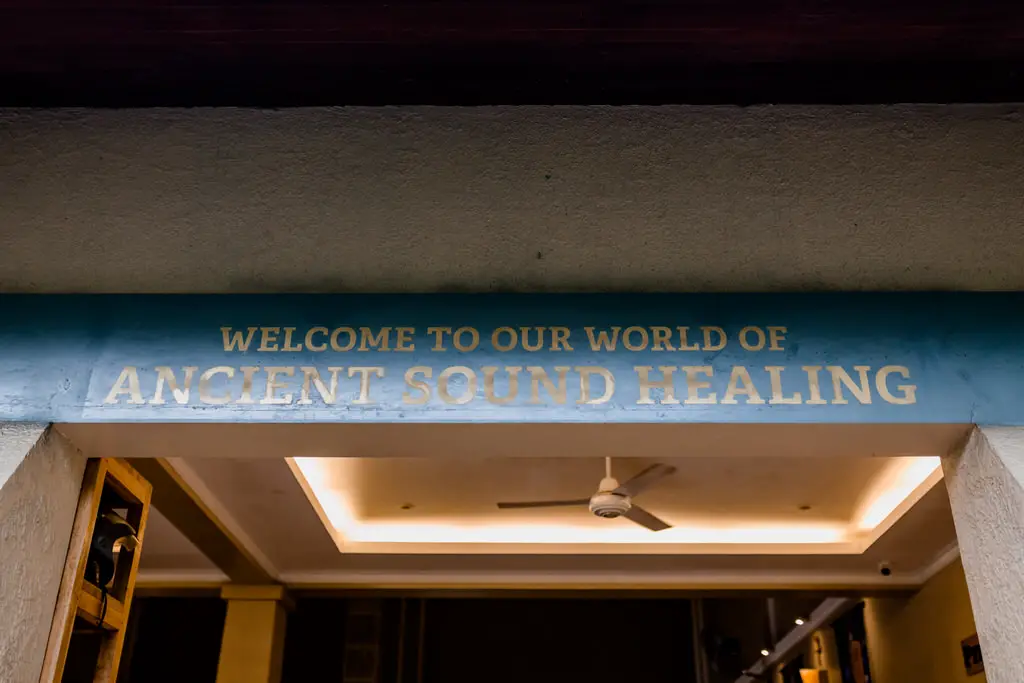 WELCOME TO OUR WORLD OF
ANCIENT SOUND HEALING